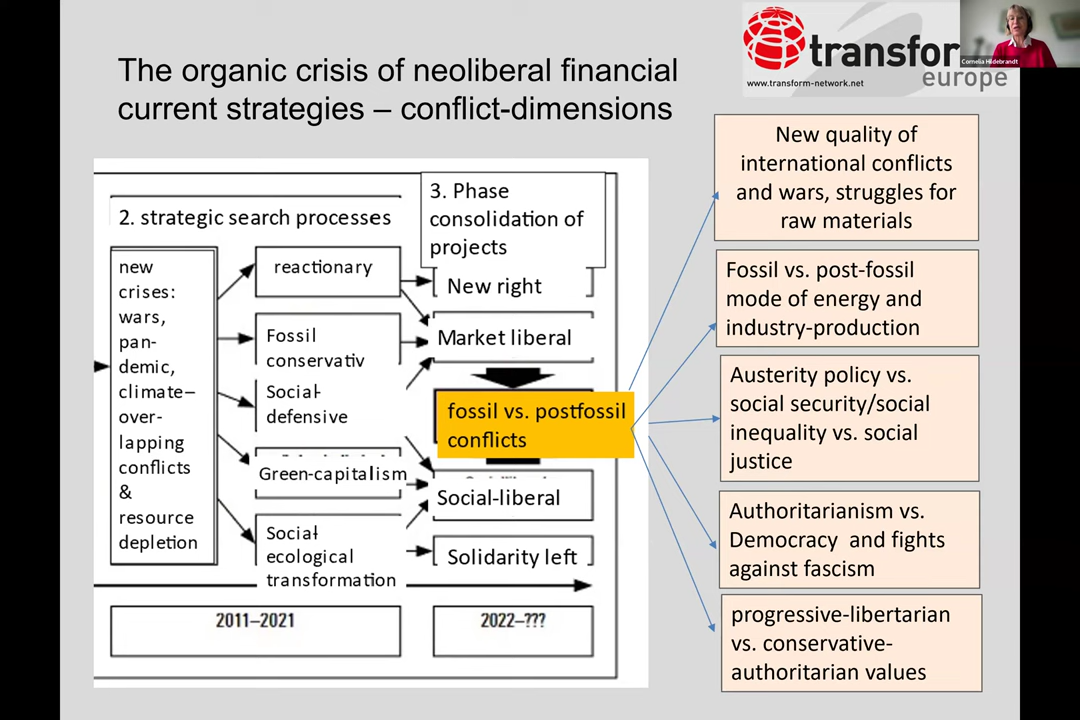 The organic crisis of neoliberal financial
current strategies – conflict-dimensions
transfor
europe
www.transform-network.net
Cornelia Hildebrandt
2. strategic search processes
3. Phase
consolidation of
projects
new
crises:
wars,
pan-
demic,
climate–
over-
lapping
conflicts
&
resource
depletion
reactionary
Fossil
conservativ
Social-
defensive
Green-capitalism
Social-
ecological
transformation
New right
Market liberal
fossil vs. postfossil
conflicts
Social-liberal
Solidarity left
2011–2021
2022–???
New quality of
international conflicts
and wars, struggles for
raw materials
Fossil vs. post-fossil
mode of energy and
industry-production
Austerity policy vs.
social security/social
inequality vs. social
justice
Authoritarianism vs.
Democracy and fights
against fascism
progressive-libertarian
vs. conservative-
authoritarian values